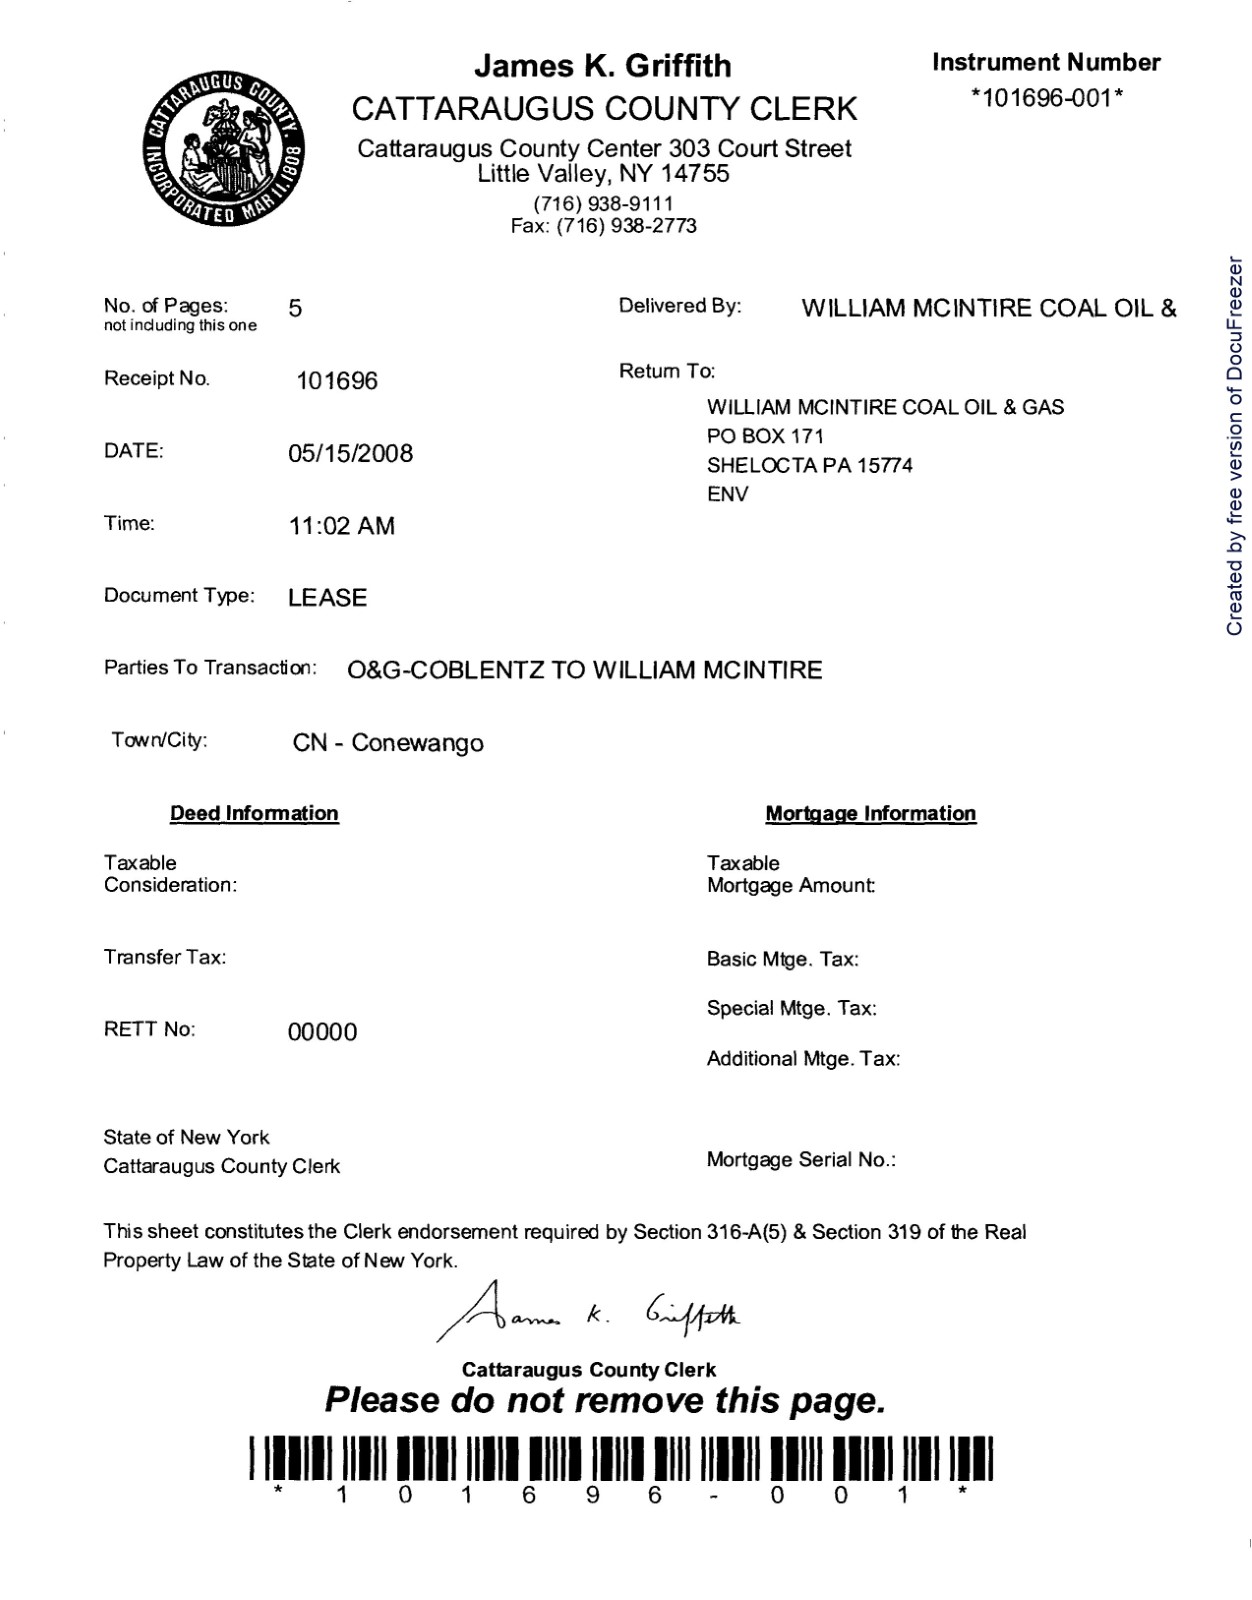 James K. Griffith
CATTARAUGUS COUNTY CLERK
Cattaraugus County Center 303 Court Street
Little Valley, NY 14755
(716) 938-9111
Fax: (716) 938-2773
Instrument Number
*101696-001*
CATTARAUGUS COUNTY.
INCORPORATED MAR.11.1808
No. of Pages: 5
not including this one
Delivered By: WILLIAM MCINTIRE COAL OIL &
Receipt No. 101696
Return To:
WILLIAM MCINTIRE COAL OIL & GAS
PO BOX 171
SHELOCTA PA 15774
ENV
DATE: 05/15/2008
Time: 11:02 AM
Document Type: LEASE
Parties To Transaction: O&G-COBLENTZ TO WILLIAM MCINTIRE
Town/City: CN - Conewango
Deed Information
Taxable
Consideration:
Transfer Tax:
RETT No: 00000
Mortgage Information
Taxable
Mortgage Amount:
Basic Mtge. Tax:
Special Mtge. Tax:
Additional Mtge. Tax:
State of New York
Cattaraugus County Clerk
Mortgage Serial No.:
This sheet constitutes the Clerk endorsement required by Section 316-A(5) & Section 319 of the Real
Property Law of the State of New York.
James K. Griffith
Cattaraugus County Clerk
Please do not remove this page.
* 1 0 1 6 9 6 - 0 0 1 *
Created by free version of DocuFreezer